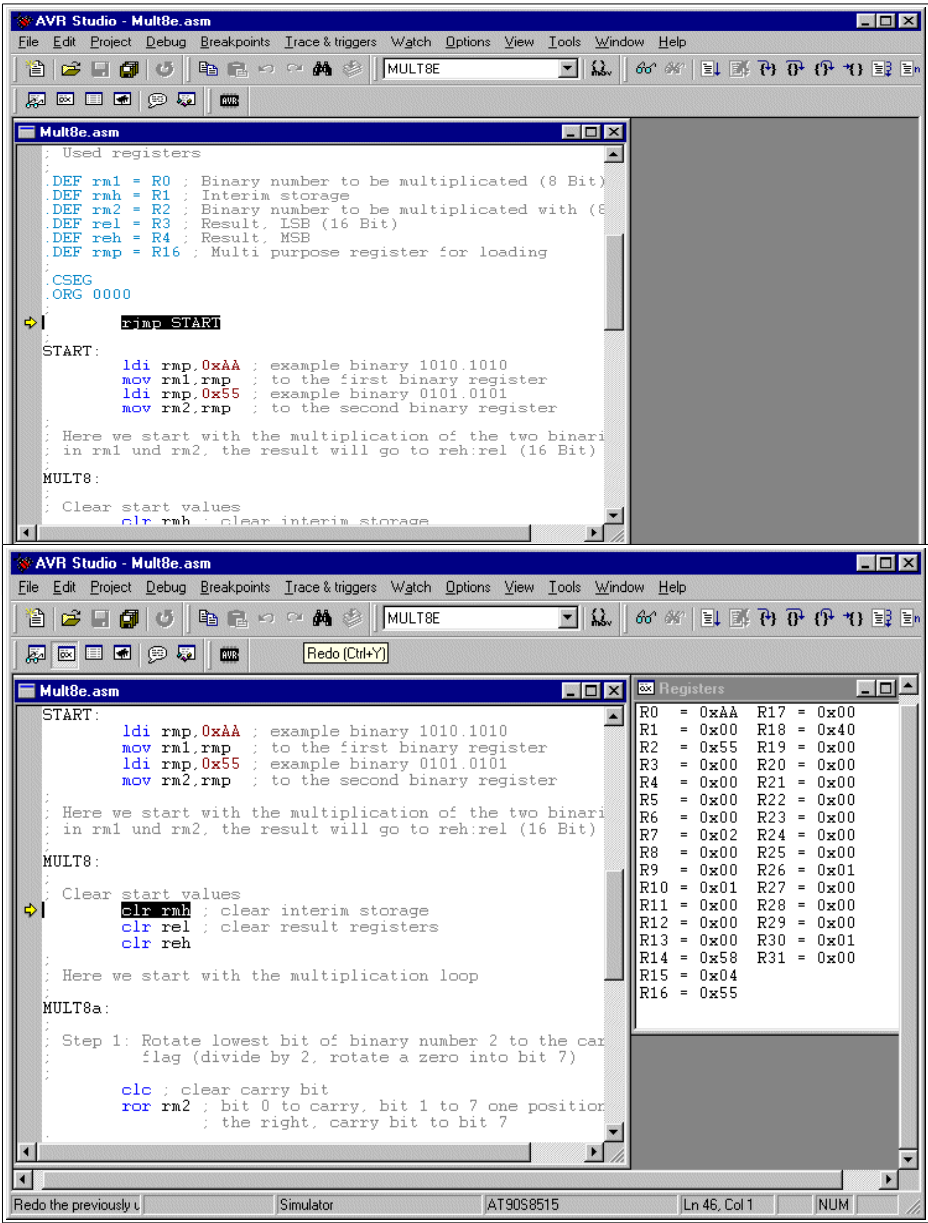 AVR Studio - Mult8e.asm
File Edit Project Debug Breakpoints Trace & triggers Watch Options View Tools Window Help
MULT8E
AVR
Mult8e.asm
; Used registers
;
.DEF rm1 = R0 ; Binary number to be multiplicated (8 Bit)
.DEF rmh = R1 ; Interim storage
.DEF rm2 = R2 ; Binary number to be multiplicated with (8
.DEF rel = R3 ; Result, LSB (16 Bit)
.DEF reh = R4 ; Result, MSB
.DEF rmp = R16 ; Multi purpose register for loading
;
.CSEG
.ORG 0000
;
rjmp START
;
START:
ldi rmp,0xAA ; example binary 1010.1010
mov rm1,rmp ; to the first binary register
ldi rmp,0x55 ; example binary 0101.0101
mov rm2,rmp ; to the second binary register
;
; Here we start with the multiplication of the two binari
; in rm1 und rm2, the result will go to reh:rel (16 Bit)
;
MULT8:
;
; Clear start values
clr rmh ; clear interim storage
AVR Studio - Mult8e.asm
File Edit Project Debug Breakpoints Trace & triggers Watch Options View Tools Window Help
MULT8E
AVR
Redo (Ctrl+Y)
Mult8e.asm
START:
ldi rmp,0xAA ; example binary 1010.1010
mov rm1,rmp ; to the first binary register
ldi rmp,0x55 ; example binary 0101.0101
mov rm2,rmp ; to the second binary register
;
; Here we start with the multiplication of the two binari
; in rm1 und rm2, the result will go to reh:rel (16 Bit)
;
MULT8:
;
; Clear start values
clr rmh ; clear interim storage
clr rel ; clear result registers
clr reh
;
; Here we start with the multiplication loop
;
MULT8a:
;
; Step 1: Rotate lowest bit of binary number 2 to the car
; flag (divide by 2, rotate a zero into bit 7)
;
clc ; clear carry bit
ror rm2 ; bit 0 to carry, bit 1 to 7 one position
; the right, carry bit to bit 7
Registers
R0 = 0xAA R17 = 0x00
R1 = 0x00 R18 = 0x40
R2 = 0x55 R19 = 0x00
R3 = 0x00 R20 = 0x00
R4 = 0x00 R21 = 0x00
R5 = 0x00 R22 = 0x00
R6 = 0x00 R23 = 0x00
R7 = 0x02 R24 = 0x00
R8 = 0x00 R25 = 0x00
R9 = 0x00 R26 = 0x01
R10 = 0x01 R27 = 0x00
R11 = 0x00 R28 = 0x00
R12 = 0x00 R29 = 0x00
R13 = 0x00 R30 = 0x01
R14 = 0x58 R31 = 0x00
R15 = 0x04
R16 = 0x55
Redo the previously u Simulator AT90S8515 Ln 46, Col 1 NUM